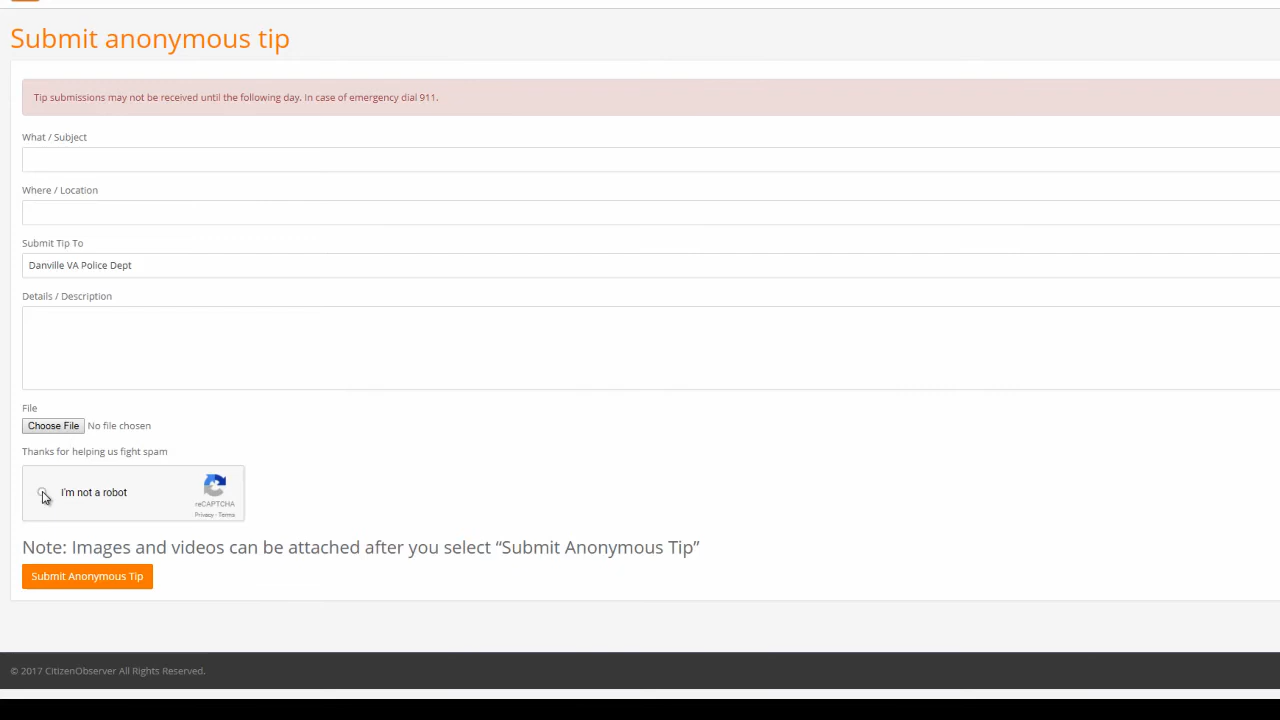 Submit anonymous tip
Tip submissions may not be received until the following day. In case of emergency dial 911.
What / Subject
Where / Location
Submit Tip To
Danville VA Police Dept
Details / Description
File
Choose File No file chosen
Thanks for helping us fight spam
I'm not a robot
reCAPTCHA
Privacy - Terms
Note: Images and videos can be attached after you select “Submit Anonymous Tip”
Submit Anonymous Tip
© 2017 CitizenObserver All Rights Reserved.